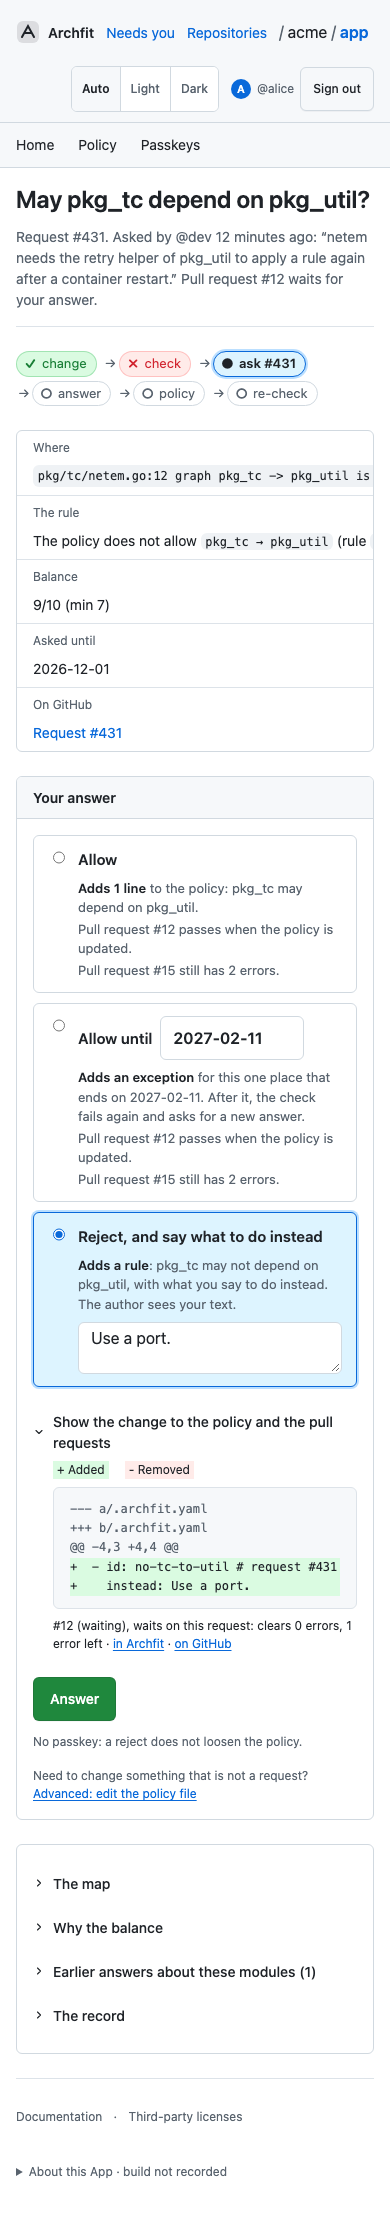 A Archfit Needs you Repositories / acme / app
Auto Light Dark A @alice Sign out
Home Policy Passkeys
May pkg_tc depend on pkg_util?
Request #431. Asked by @dev 12 minutes ago: “netem
needs the retry helper of pkg_util to apply a rule again
after a container restart.” Pull request #12 waits for
your answer.
change → check → ask #431
→ answer → policy → re-check
Where
pkg/tc/netem.go:12 graph pkg_tc -> pkg_util is
The rule
The policy does not allow pkg_tc → pkg_util (rule
Balance
9/10 (min 7)
Asked until
2026-12-01
On GitHub
Request #431
Your answer
Allow
Adds 1 line to the policy: pkg_tc may
depend on pkg_util.
Pull request #12 passes when the policy is
updated.
Pull request #15 still has 2 errors.
Allow until 2027-02-11
Adds an exception for this one place that
ends on 2027-02-11. After it, the check
fails again and asks for a new answer.
Pull request #12 passes when the policy is
updated.
Pull request #15 still has 2 errors.
Reject, and say what to do instead
Adds a rule: pkg_tc may not depend on
pkg_util, with what you say to do instead.
The author sees your text.
Use a port.
Show the change to the policy and the pull
requests
+ Added - Removed
--- a/.archfit.yaml
+++ b/.archfit.yaml
@@ -4,3 +4,4 @@
+  - id: no-tc-to-util # request #431
+    instead: Use a port.
#12 (waiting), waits on this request: clears 0 errors, 1
error left · in Archfit · on GitHub
Answer
No passkey: a reject does not loosen the policy.
Need to change something that is not a request?
Advanced: edit the policy file
The map
Why the balance
Earlier answers about these modules (1)
The record
Documentation · Third-party licenses
About this App · build not recorded